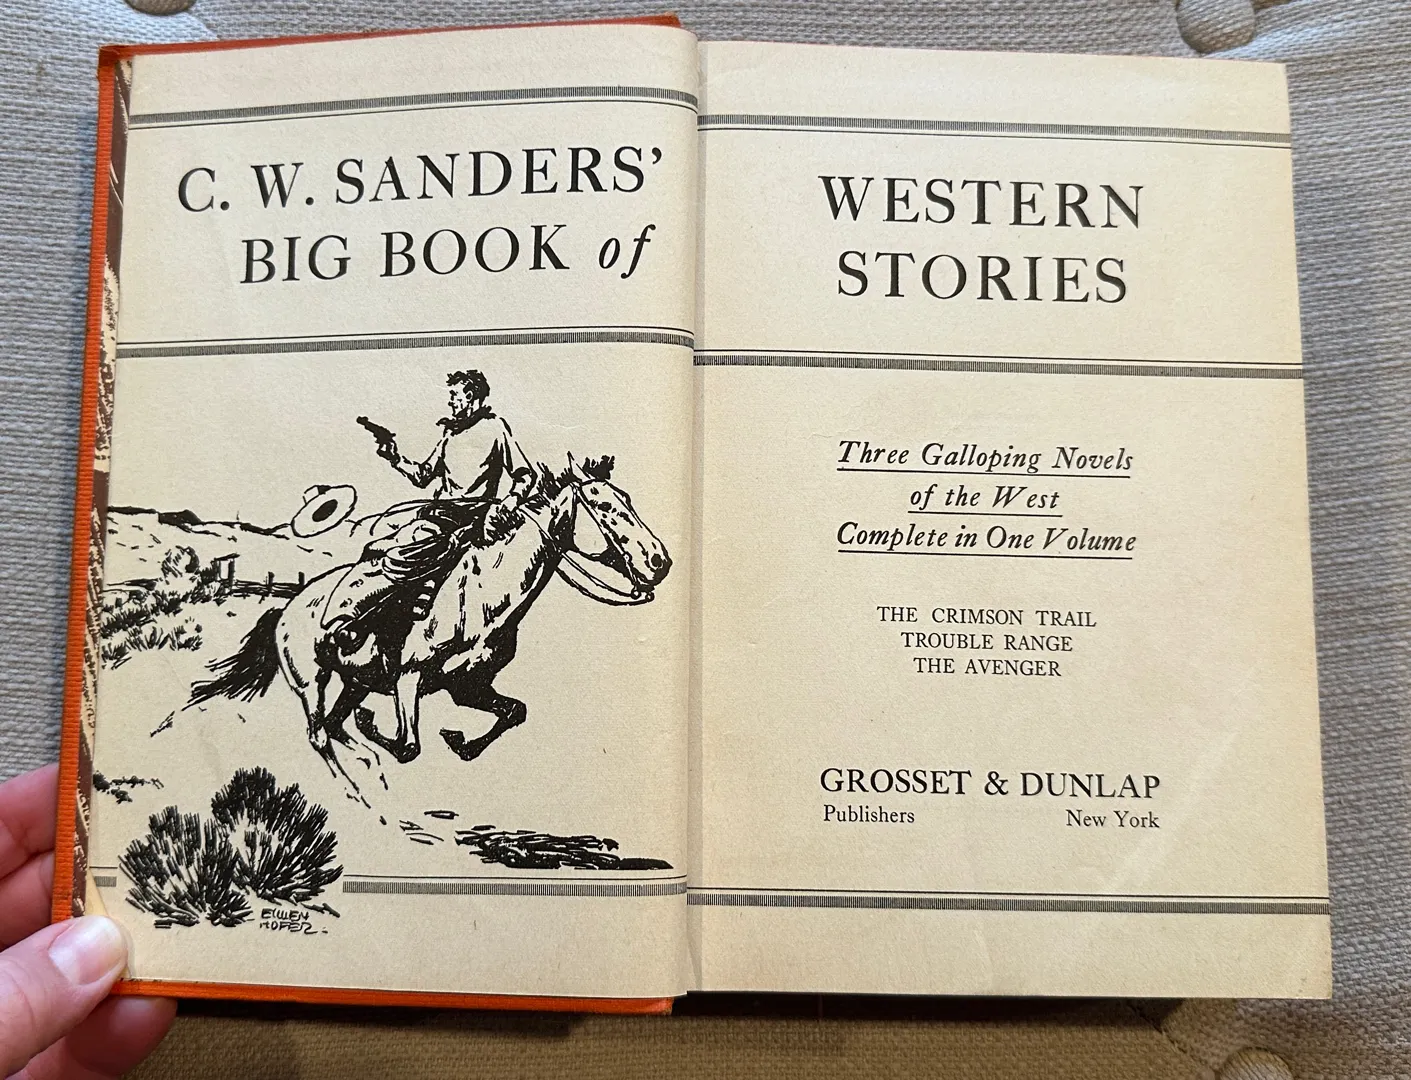 C. W. SANDERS’
BIG BOOK of
WESTERN
STORIES
Three Galloping Novels
of the West
Complete in One Volume
THE CRIMSON TRAIL
TROUBLE RANGE
THE AVENGER
GROSSET & DUNLAP
Publishers New York
HOFER